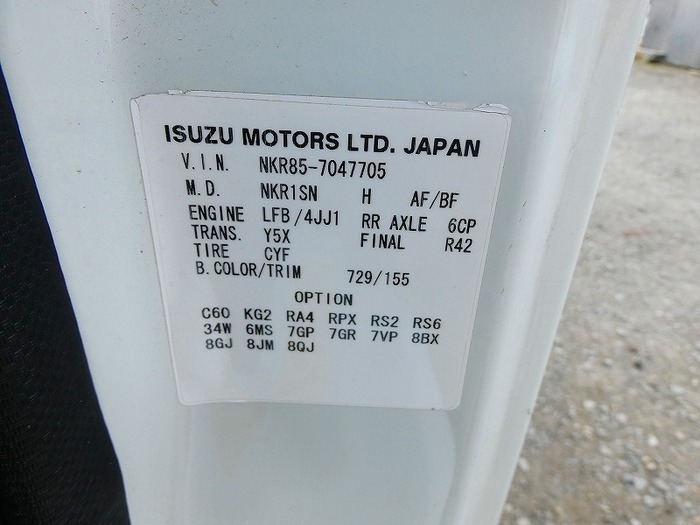 ISUZU MOTORS LTD. JAPAN
V.I.N. NKR85-7047705
M.D. NKR1SN H AF/BF
ENGINE LFB/4JJ1 RR AXLE 6CP
TRANS. Y5X FINAL R42
TIRE CYF
B.COLOR/TRIM 729/155
OPTION
C60 KG2 RA4 RPX RS2 RS6
34W 6MS 7GP 7GR 7VP 8BX
8GJ 8JM 8QJ